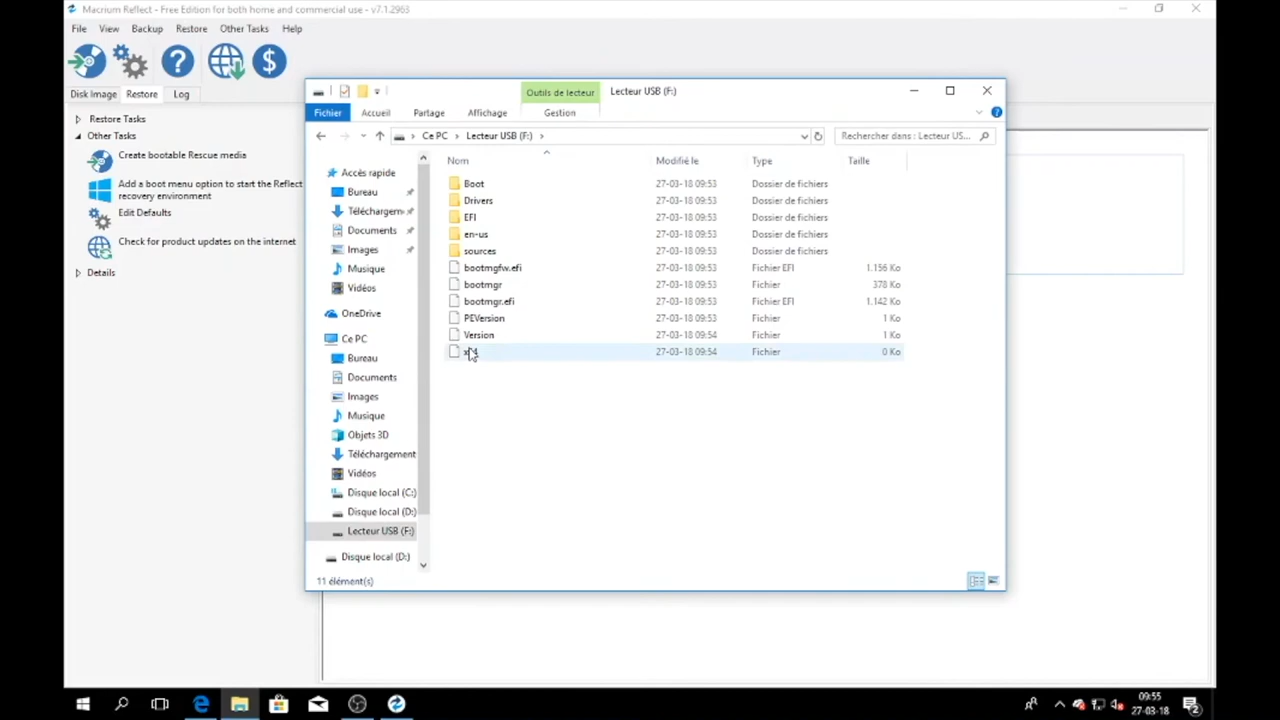 Macrium Reflect - Free Edition for both home and commercial use - v7.1.2963
File View Backup Restore Other Tasks Help
Disk Image Restore Log
Restore Tasks
Other Tasks
Create bootable Rescue media
Add a boot menu option to start the Reflect
recovery environment
Edit Defaults
Check for product updates on the internet
Details
Outils de lecteur Lecteur USB (F:)
Fichier Accueil Partage Affichage Gestion
Ce PC Lecteur USB (F:) Rechercher dans : Lecteur US...
Accès rapide
Bureau
Téléchargem
Documents
Images
Musique
Vidéos
OneDrive
Ce PC
Bureau
Documents
Images
Musique
Objets 3D
Téléchargement
Vidéos
Disque local (C:)
Disque local (D:)
Lecteur USB (F:)
Disque local (D:)
Nom Modifié le Type Taille
Boot 27-03-18 09:53 Dossier de fichiers
Drivers 27-03-18 09:53 Dossier de fichiers
EFI 27-03-18 09:53 Dossier de fichiers
en-us 27-03-18 09:53 Dossier de fichiers
sources 27-03-18 09:53 Dossier de fichiers
bootmgfw.efi 27-03-18 09:53 Fichier EFI 1.156 Ko
bootmgr 27-03-18 09:53 Fichier 378 Ko
bootmgr.efi 27-03-18 09:53 Fichier EFI 1.142 Ko
PEVersion 27-03-18 09:53 Fichier 1 Ko
Version 27-03-18 09:54 Fichier 1 Ko
27-03-18 09:54 Fichier 0 Ko
11 élément(s)
09:55
27-03-18
2